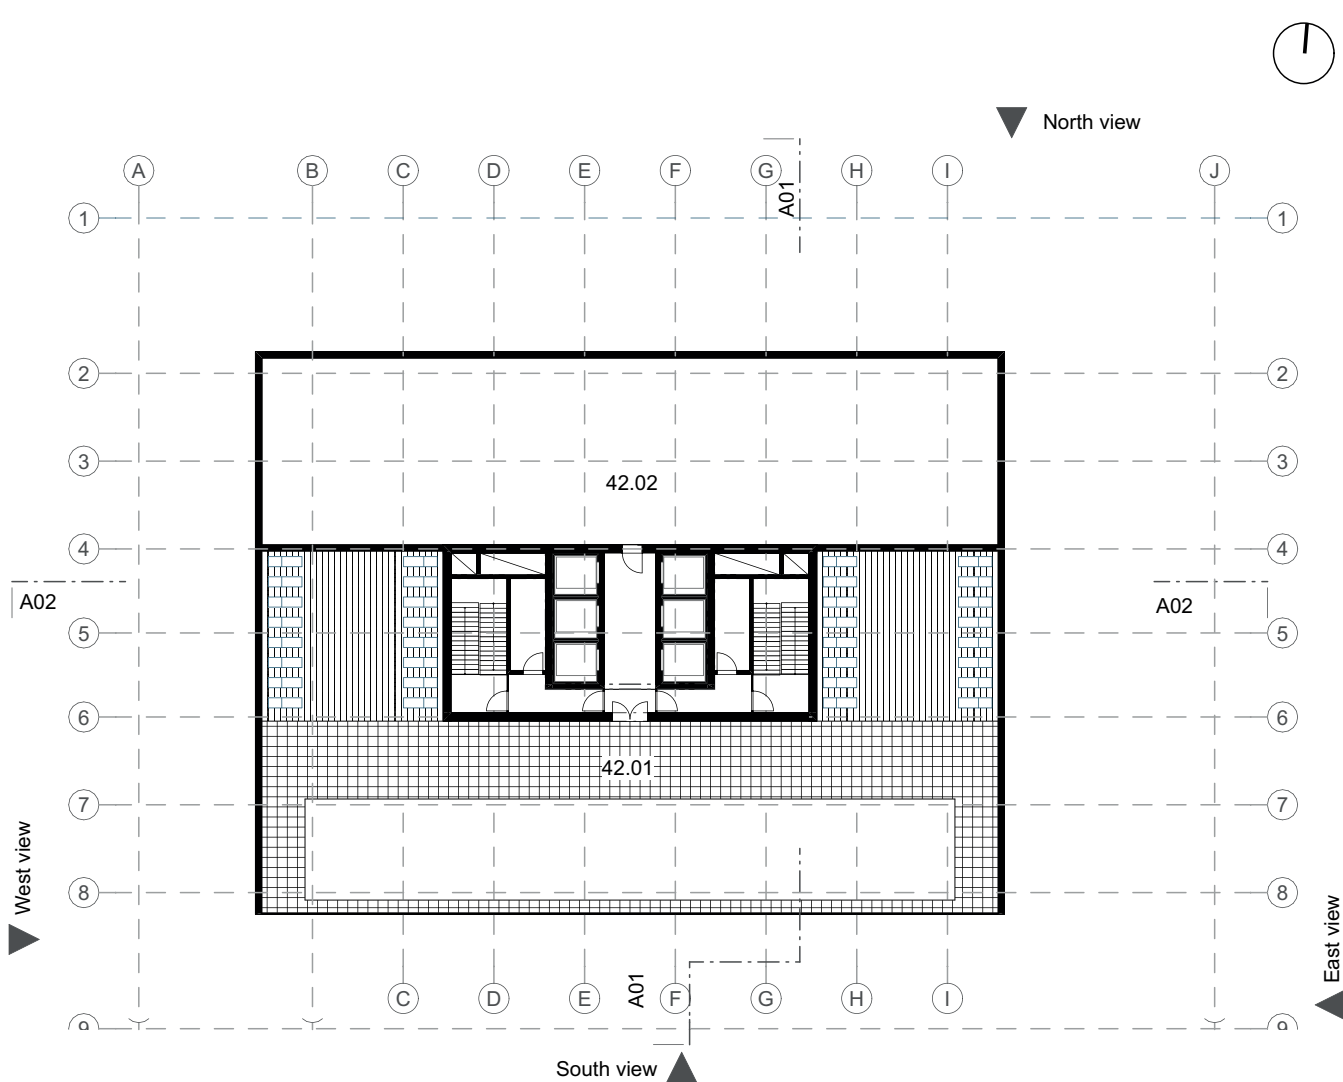 North view
A B C D E F G H I J
A01
1 1
2 2
3 3
42.02
4 4
A02 A02
5 5
6 6
42.01
7 7
West view
8 8
East view
A01
C D E F G H I
9 9
South view